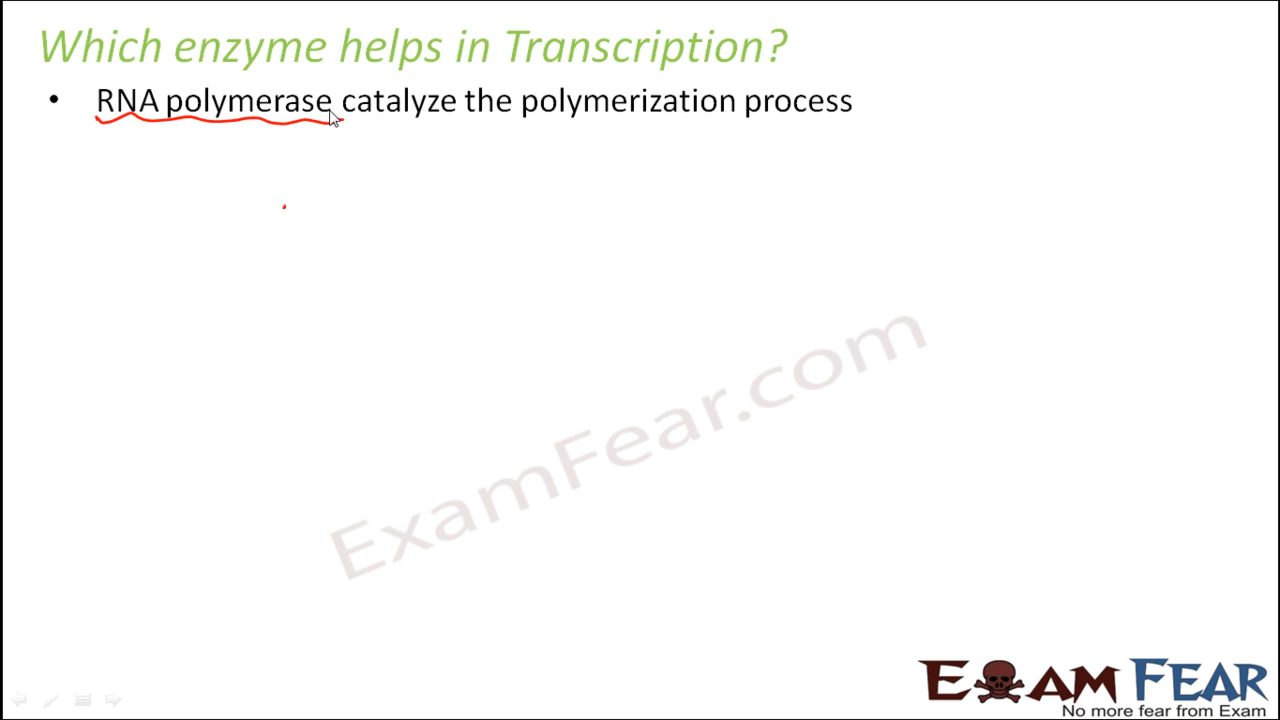 Which enzyme helps in Transcription?
• RNA polymerase catalyze the polymerization process
ExamFear.com
EXAM FEAR
No more fear from Exam